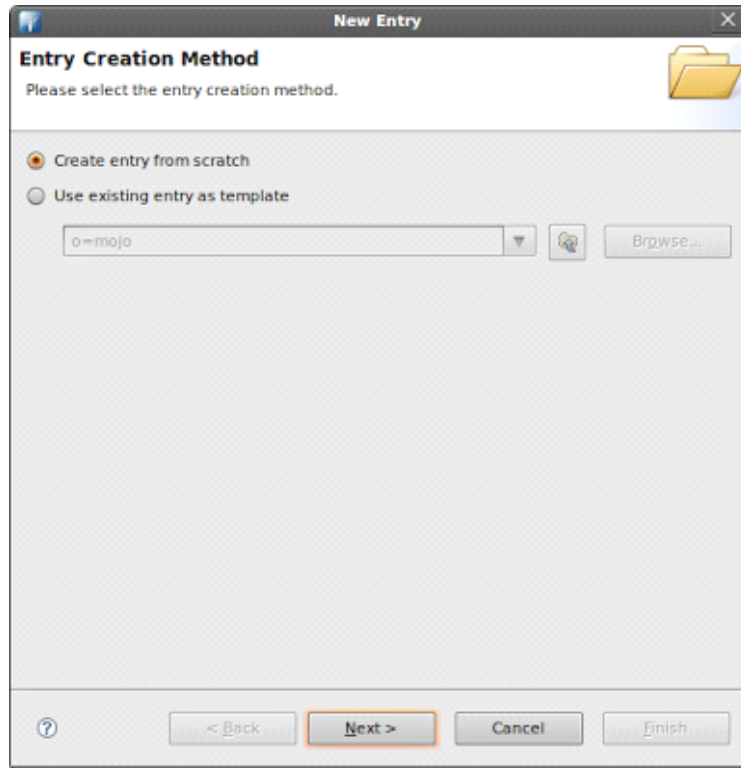 New Entry
Entry Creation Method
Please select the entry creation method.
Create entry from scratch
Use existing entry as template
o=mojo
Browse...
< Back Next > Cancel Finish